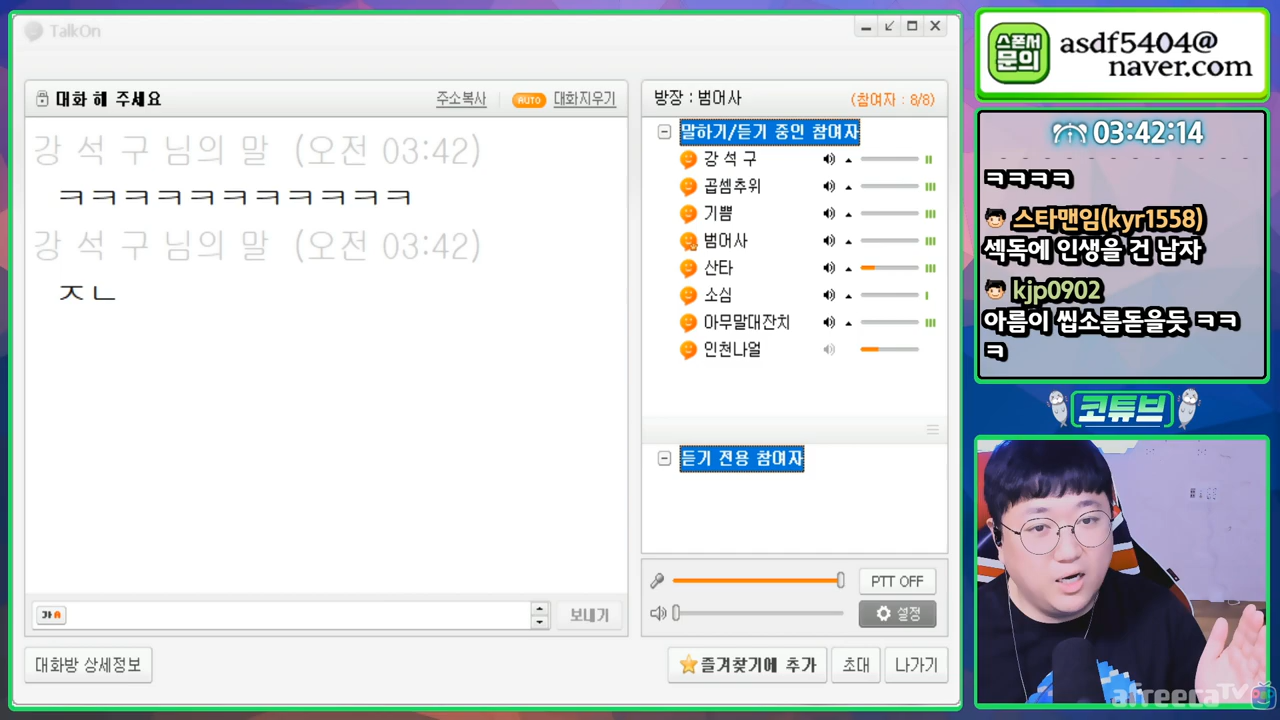 TalkOn
대화 해 주세요
주소복사
AUTO 대화지우기
강 석 구 님의 말 (오전 03:42)
ㅋㅋㅋㅋㅋㅋㅋㅋㅋㅋㅋ
강 석 구 님의 말 (오전 03:42)
ㅈㄴ
가
보내기
대화방 상세정보
방장 : 범어사
(참여자 : 8/8)
말하기/듣기 중인 참여자
강 석 구
곱셈추위
기쁨
범어사
산타
소심
아무말대잔치
인천나얼
듣기 전용 참여자
PTT OFF
설정
즐겨찾기에 추가
초대
나가기
스폰서
문의
asdf5404@
naver.com
03:42:14
ㅋㅋㅋㅋ
스타맨임(kyr1558)
섹독에 인생을 건 남자
kjp0902
아름이 씹소름돋을듯 ㅋㅋ
ㅋ
코튜브
afreecaTV